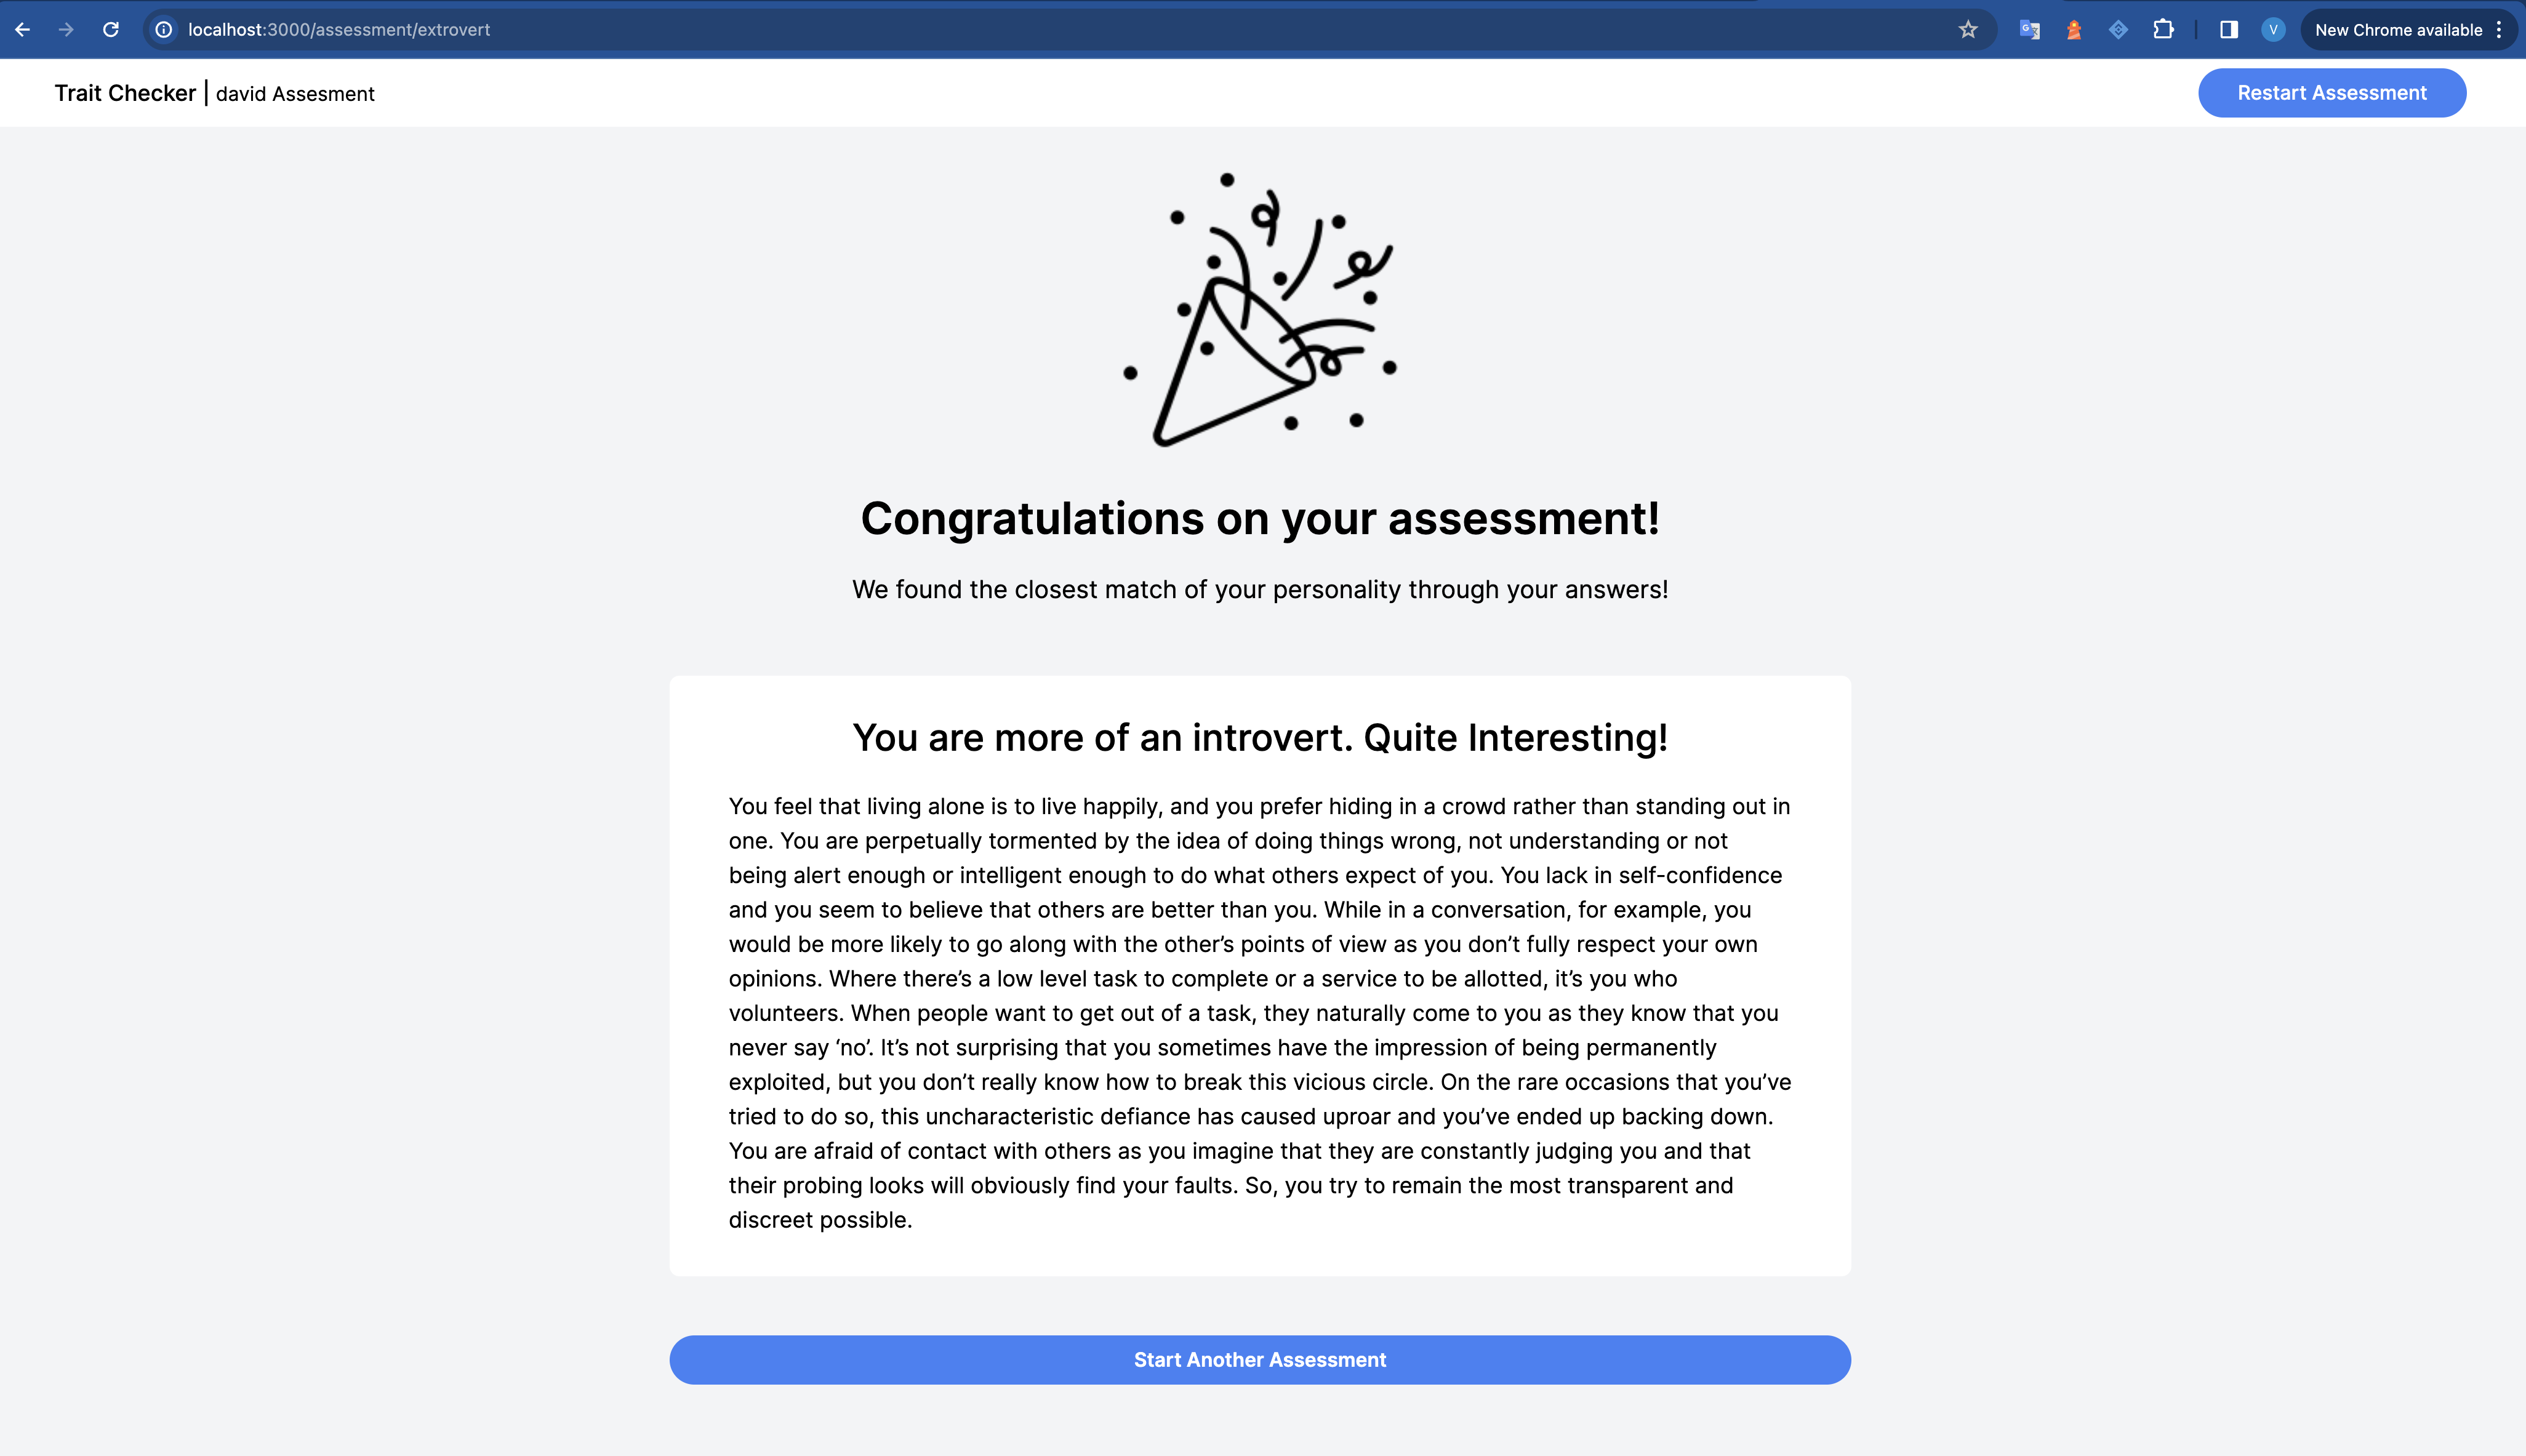 localhost:3000/assessment/extrovert
V
New Chrome available
Trait Checker | david Assesment
Restart Assessment
Congratulations on your assessment!
We found the closest match of your personality through your answers!
You are more of an introvert. Quite Interesting!
You feel that living alone is to live happily, and you prefer hiding in a crowd rather than standing out in
one. You are perpetually tormented by the idea of doing things wrong, not understanding or not
being alert enough or intelligent enough to do what others expect of you. You lack in self-confidence
and you seem to believe that others are better than you. While in a conversation, for example, you
would be more likely to go along with the other’s points of view as you don’t fully respect your own
opinions. Where there’s a low level task to complete or a service to be allotted, it’s you who
volunteers. When people want to get out of a task, they naturally come to you as they know that you
never say ‘no’. It’s not surprising that you sometimes have the impression of being permanently
exploited, but you don’t really know how to break this vicious circle. On the rare occasions that you’ve
tried to do so, this uncharacteristic defiance has caused uproar and you’ve ended up backing down.
You are afraid of contact with others as you imagine that they are constantly judging you and that
their probing looks will obviously find your faults. So, you try to remain the most transparent and
discreet possible.
Start Another Assessment